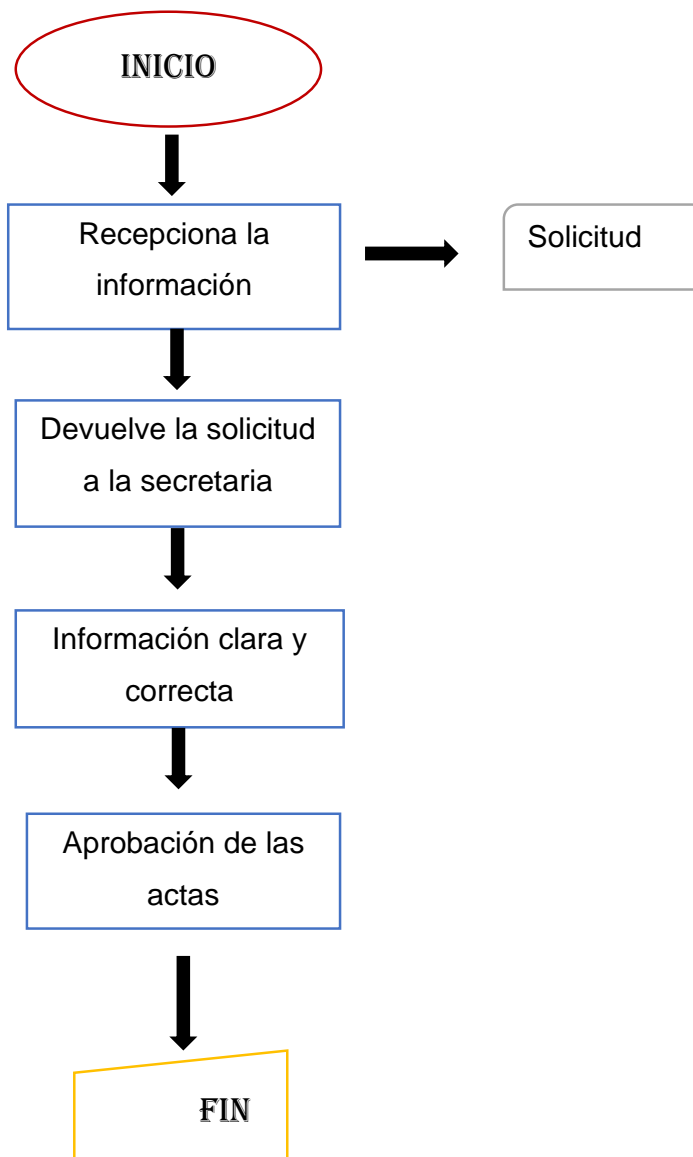 INICIO
Recepciona la
información
Solicitud
Devuelve la solicitud
a la secretaria
Información clara y
correcta
Aprobación de las
actas
FIN